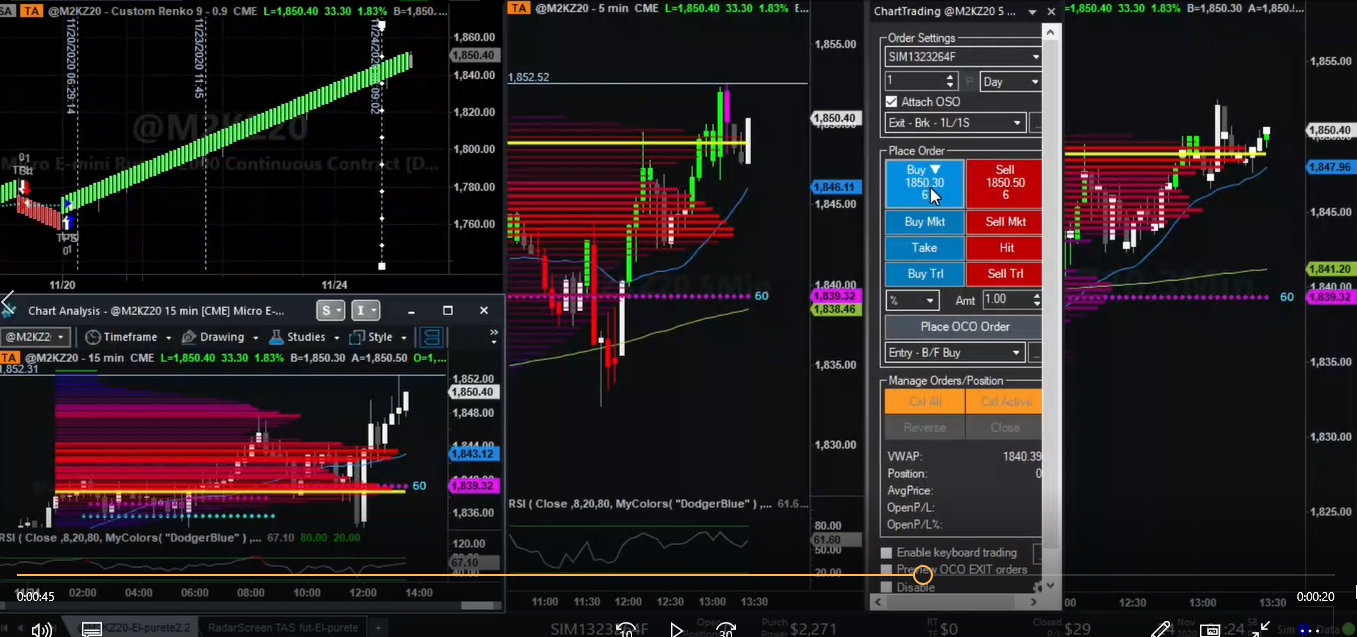 SA TA @M2KZ20 - Custom Renko 9 - 0.9 CME L=1,850.40 33.30 1.83% B=1,850....
11/20/2020 06:29:14
11/23/2020 11:45
1,860.00
1,850.40
1,840.00
1,820.00
1,800.00
1,780.00
1,760.00
@M2KZ20
Continuous Contract [D...
11/20
11/24
Chart Analysis - @M2KZ20 15 min [CME] Micro E-...
S
I
@M2KZ2
Timeframe
Drawing
Studies
Style
»
TA @M2KZ20 - 15 min CME L=1,850.40 33.30 1.83% B=1,850.30 A=1,850.50 O=1,...
1,852.31
1,852.00
1,850.40
1,848.00
1,844.00
1,843.12
60
1,839.32
1,836.00
RSI ( Close ,8,20,80, MyColors( "DodgerBlue" ) ,... 67.10 80.00 20.00
120.00
67.10
02:00 04:00 06:00 08:00 10:00 12:00 14:00
TA @M2KZ20 - 5 min CME L=1,850.40 33.30 1.83% E...
1,852.52
1,855.00
1,850.40
1,846.11
1,845.00
1,840.00
60
1,839.32
1,838.46
1,835.00
1,830.00
RSI ( Close ,8,20,80, MyColors( "DodgerBlue" ) ,... 61.6...
80.00
61.60
50.00
20.00
11:00 11:30 12:00 12:30 13:00 13:30
ChartTrading @M2KZ20 5 ...
Order Settings
SIM1323264F
1
P
Day
Attach OSO
Exit - Brk - 1L/1S
Place Order
Buy
1850.30
6
Sell
1850.50
6
Buy Mkt
Sell Mkt
Take
Hit
Buy Trl
Sell Trl
%
Amt
1.00
Place OCO Order
Entry - B/F Buy
Manage Orders/Position
Cxl All
Cxl Active
Reverse
Close
VWAP: 1840.39
Position: 0
AvgPrice:
OpenP/L:
OpenP/L%:
Enable keyboard trading
Preview OCO EXIT orders
Disable
=1,850.40 33.30 1.83% B=1,850.30 A=1,850....
1,855.00
1,850.40
1,847.96
1,845.00
1,841.20
1,840.00
60
1,839.32
1,835.00
1,830.00
1,825.00
12:30 13:00 13:30
0:00:45
0:00:20
KZ20-El-purete2.2
RadarScreen TAS fut-El-purete
+
SIM1323264F
10
30
$2,271
$0
$29